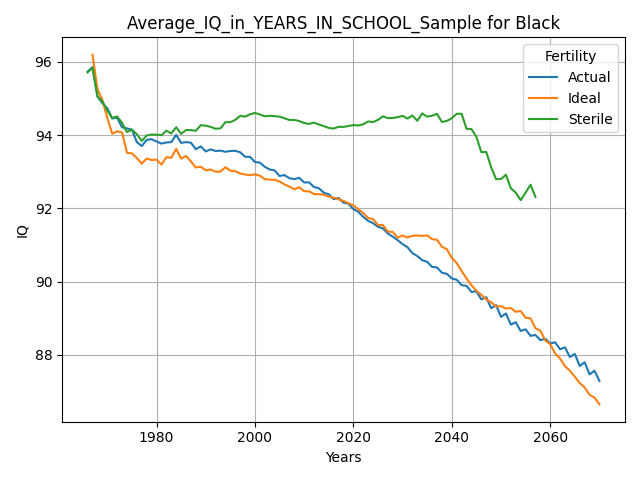 Average_IQ_in_YEARS_IN_SCHOOL_Sample for Black
Fertility
Actual
Ideal
Sterile
IQ
96
94
92
90
88
1980 2000 2020 2040 2060
Years